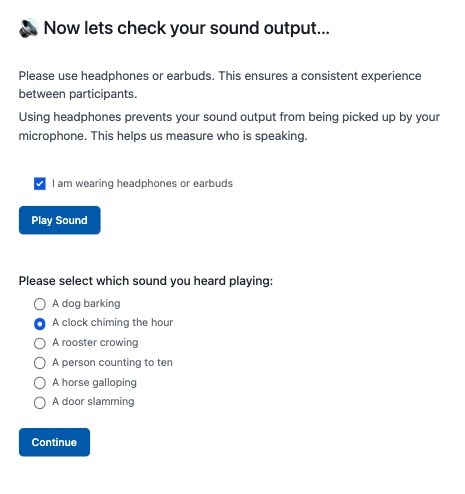 Now lets check your sound output...
Please use headphones or earbuds. This ensures a consistent experience
between participants.
Using headphones prevents your sound output from being picked up by your
microphone. This helps us measure who is speaking.
I am wearing headphones or earbuds
Play Sound
Please select which sound you heard playing:
A dog barking
A clock chiming the hour
A rooster crowing
A person counting to ten
A horse galloping
A door slamming
Continue